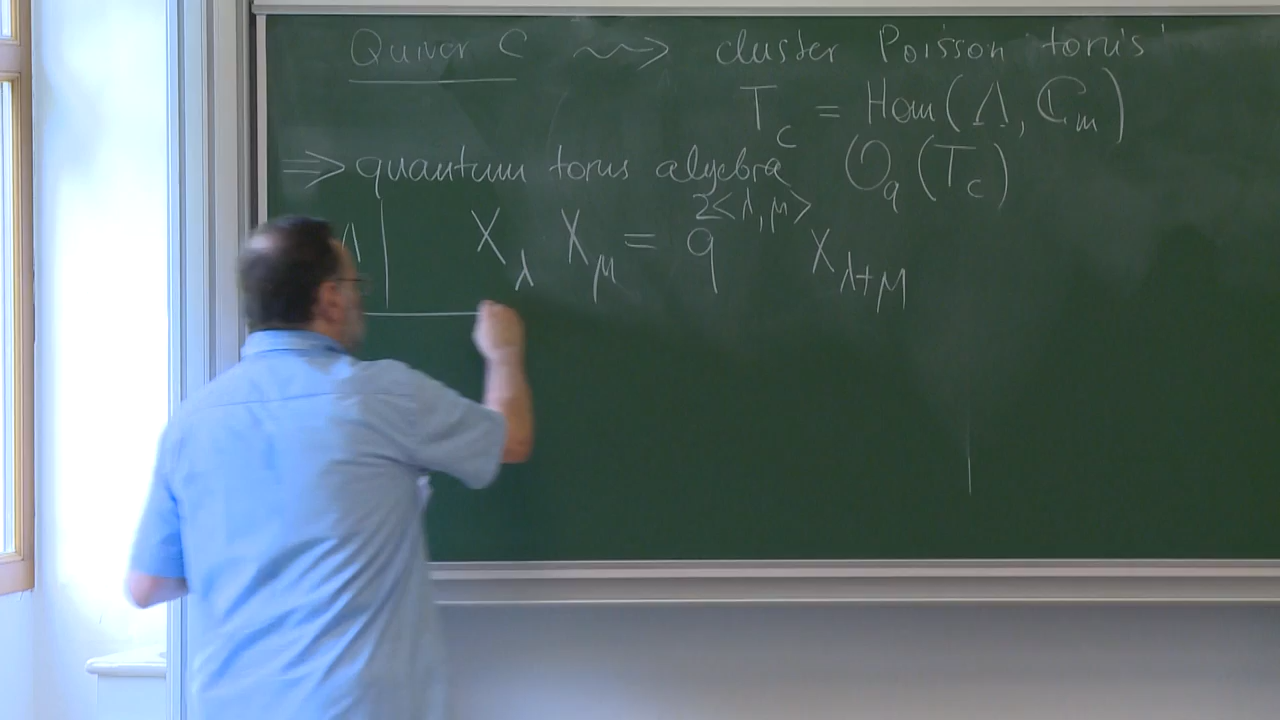 Quiver C ⇝ cluster Poisson torus
T_c = Hom(Λ, ℂ_m)
⇒ quantum torus algebra O_q(T_c)
Λ | X_λ X_μ = q^{2<λ,μ>} X_{λ+μ}